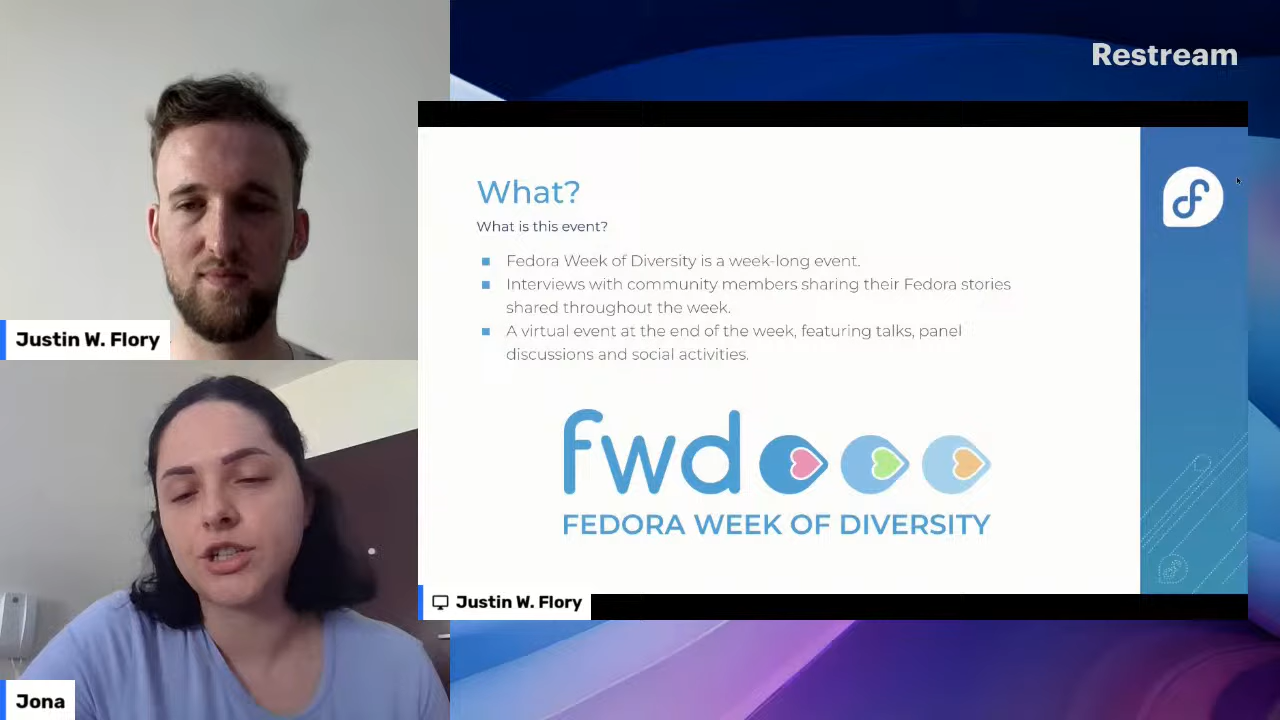 Restream
What?
What is this event?
Fedora Week of Diversity is a week-long event.
Interviews with community members sharing their Fedora stories
shared throughout the week.
A virtual event at the end of the week, featuring talks, panel
discussions and social activities.
fwd
FEDORA WEEK OF DIVERSITY
Justin W. Flory
Justin W. Flory
Jona